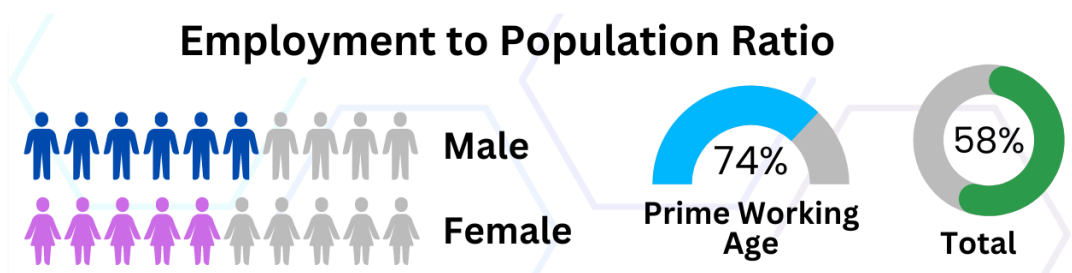 Employment to Population Ratio
Male
Female
74%
Prime Working
Age
58%
Total